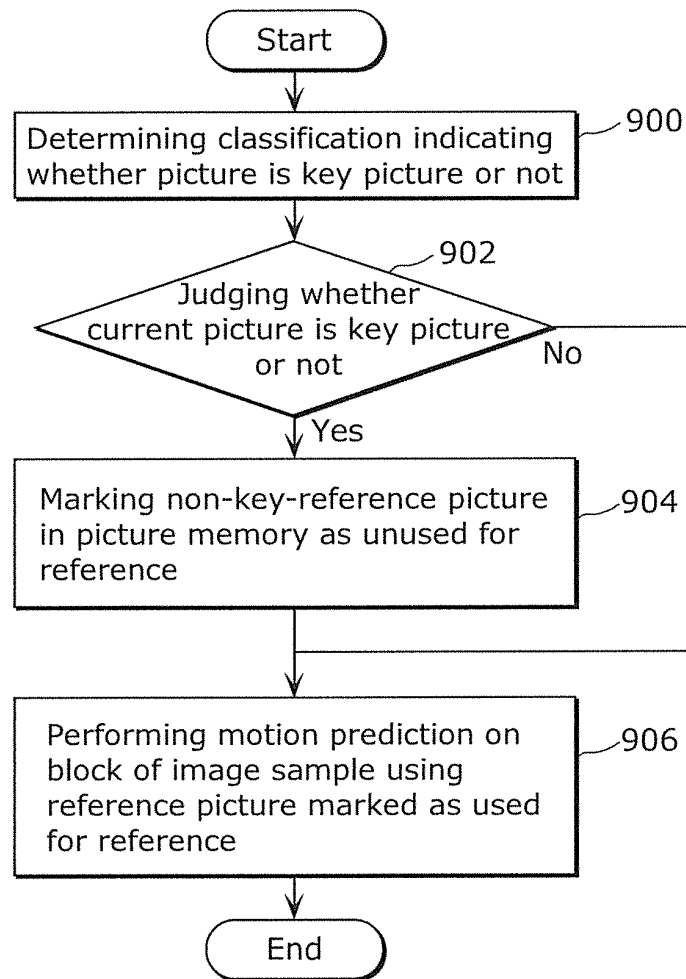 Start
Determining classification indicating
whether picture is key picture or not
900
902
Judging whether
current picture is key picture
or not
No
Yes
Marking non-key-reference picture
in picture memory as unused for
reference
904
Performing motion prediction on
block of image sample using
reference picture marked as used
for reference
906
End